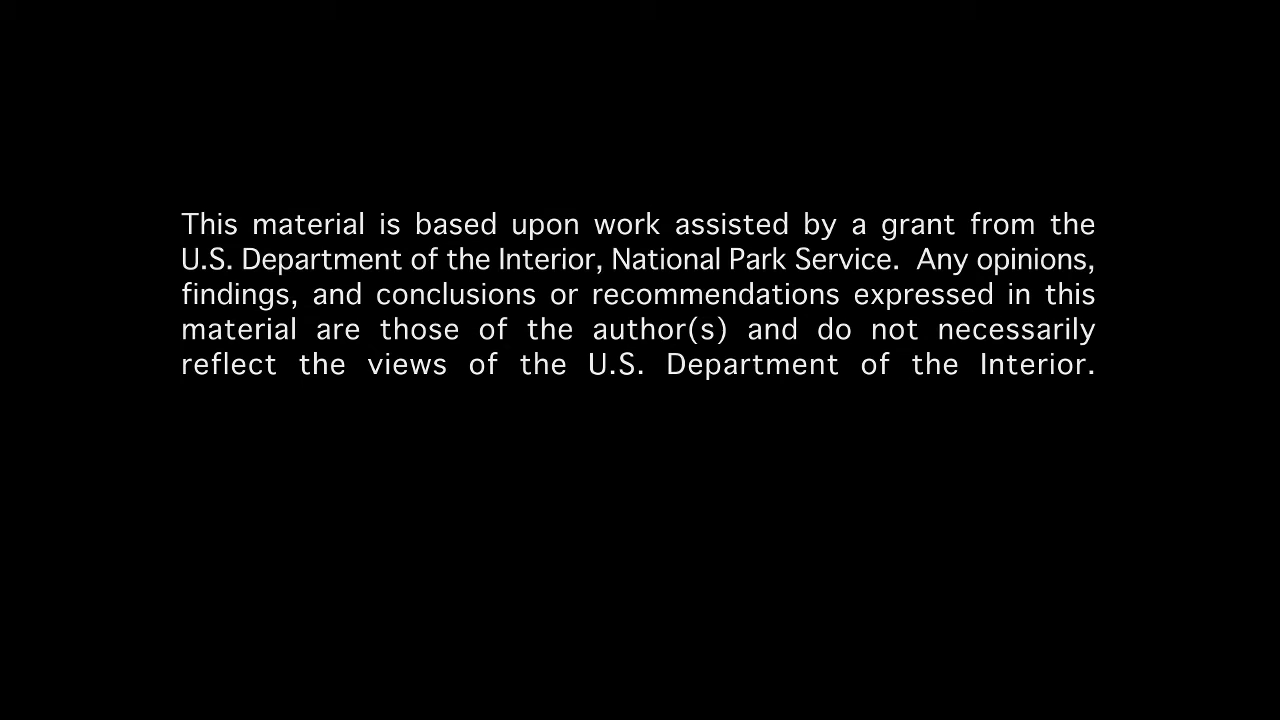 This material is based upon work assisted by a grant from the
U.S. Department of the Interior, National Park Service.  Any opinions,
findings, and conclusions or recommendations expressed in this
material are those of the author(s) and do not necessarily
reflect the views of the U.S. Department of the Interior.